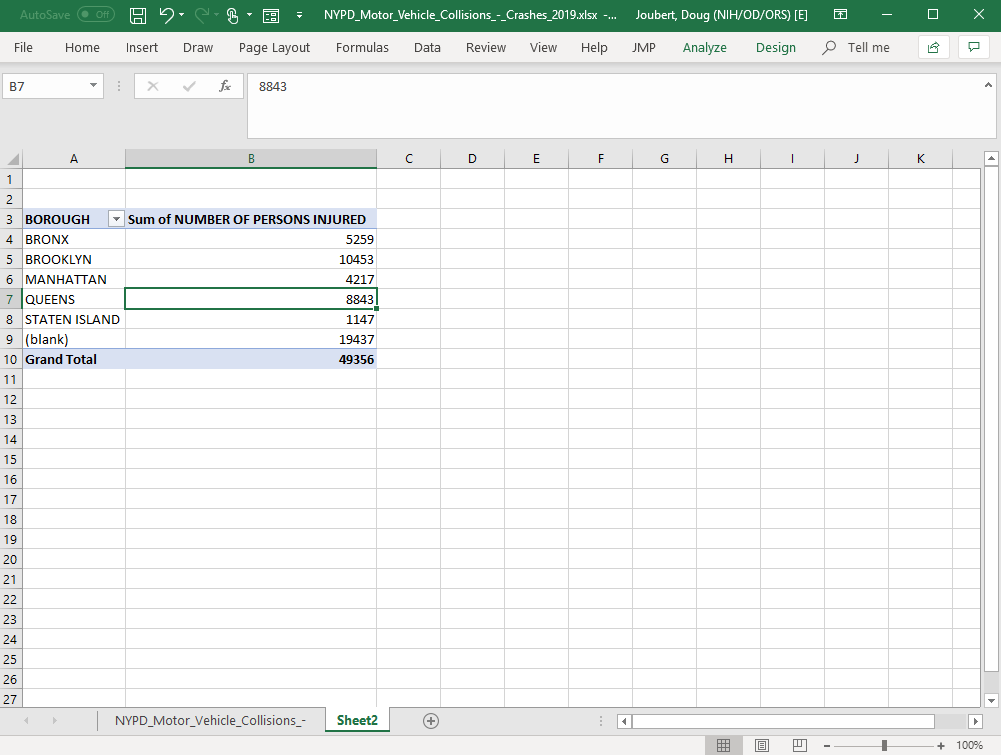 AutoSave Off NYPD_Motor_Vehicle_Collisions_-_Crashes_2019.xlsx -... Joubert, Doug (NIH/OD/ORS) [E]
File Home Insert Draw Page Layout Formulas Data Review View Help JMP Analyze Design Tell me
B7 fx 8843
A B C D E F G H I J K
1
2
3 BOROUGH Sum of NUMBER OF PERSONS INJURED
4 BRONX 5259
5 BROOKLYN 10453
6 MANHATTAN 4217
7 QUEENS 8843
8 STATEN ISLAND 1147
9 (blank) 19437
10 Grand Total 49356
11
12
13
14
15
16
17
18
19
20
21
22
23
24
25
26
27
NYPD_Motor_Vehicle_Collisions_- Sheet2
100%